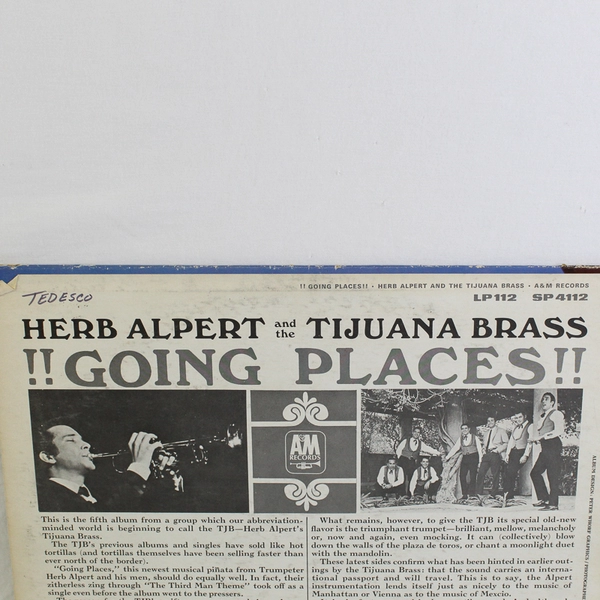 !! GOING PLACES!! • HERB ALPERT AND THE TIJUANA BRASS • A&M RECORDS
TEDESCO
LP 112 SP 4112
HERB ALPERT and the TIJUANA BRASS
!!GOING PLACES!!
A&M
RECORDS
This is the fifth album from a group which our abbreviation-
minded world is beginning to call the TJB—Herb Alpert's
Tijuana Brass.
The TJB's previous albums and singles have sold like hot
tortillas (and tortillas themselves have been selling faster than
ever north of the border).
"Going Places," this newest musical piñata from Trumpeter
Herb Alpert and his men, should do equally well. In fact, their
zitherless zing through "The Third Man Theme" took off as a
single even before the album went to the pressers.
What remains, however, to give the TJB its special old-new
flavor is the triumphant trumpet—brilliant, mellow, melancholy
or, now and again, even mocking. It can (collectively) blow
down the walls of the plaza de toros, or chant a moonlight duet
with the mandolin.
These latest sides confirm what has been hinted in earlier out-
ings by the Tijuana Brass: that the sound carries an interna-
tional passport and will travel. This is to say, the Alpert
instrumentation lends itself just as nicely to the music of
Manhattan or Vienna as to the music of Mexcio.
ALBUM DESIGN: PETER WHORF GRAPHICS